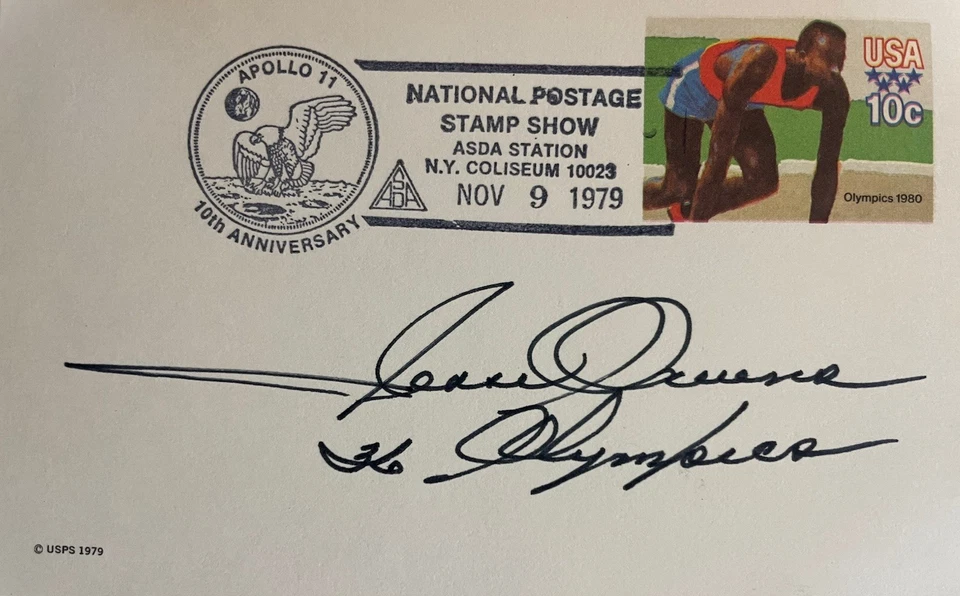 APOLLO 11
10th ANNIVERSARY
NATIONAL POSTAGE
STAMP SHOW
ASDA STATION
N.Y. COLISEUM 10023
NOV 9 1979
ASDA
USA
10c
Olympics 1980
Jesse Owens
36 Olympics
© USPS 1979